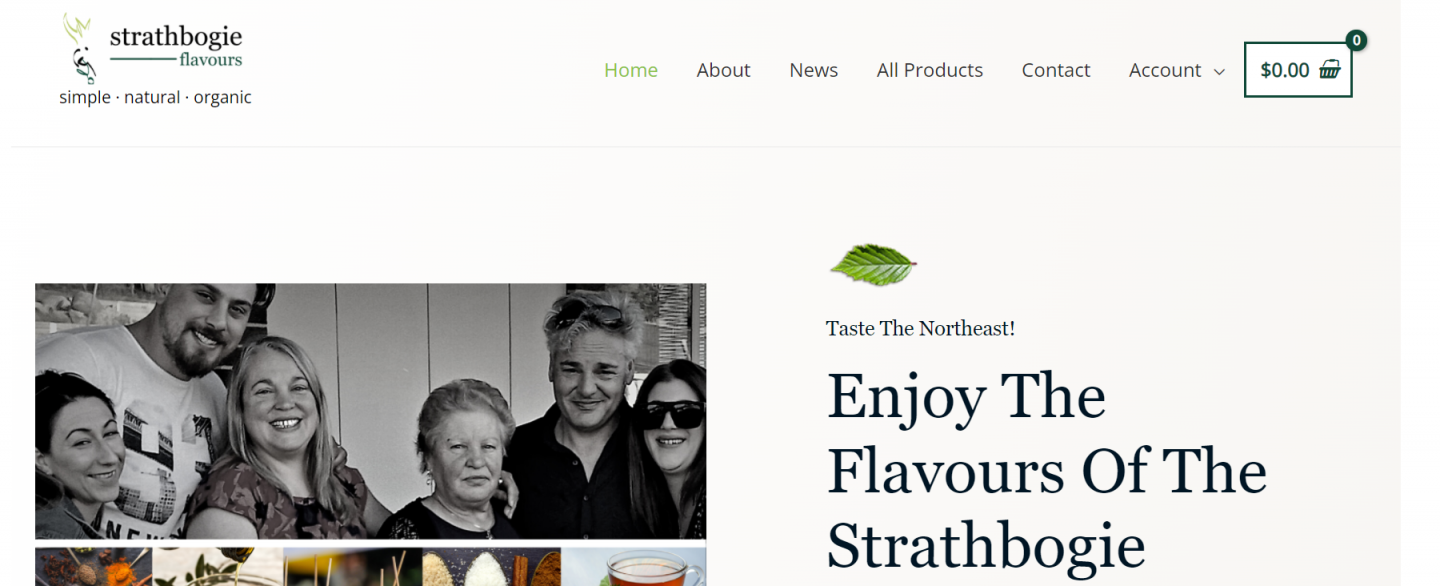 strathbogie
flavours
simple · natural · organic
Home About News All Products Contact Account $0.00 0
Taste The Northeast!
Enjoy The
Flavours Of The
Strathbogie
NEW